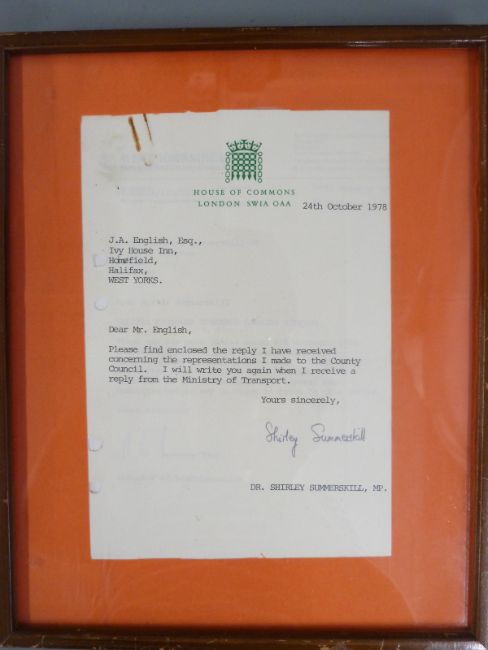 HOUSE OF COMMONS
LONDON SW1A 0AA
24th October 1978
J.A. English, Esq.,
Ivy House Inn,
Homefield,
Halifax,
WEST YORKS.
Dear Mr. English,
Please find enclosed the reply I have received
concerning the representations I made to the County
Council. I will write you again when I receive a
reply from the Ministry of Transport.
Yours sincerely,
Shirley Summerskill
DR. SHIRLEY SUMMERSKILL, MP.